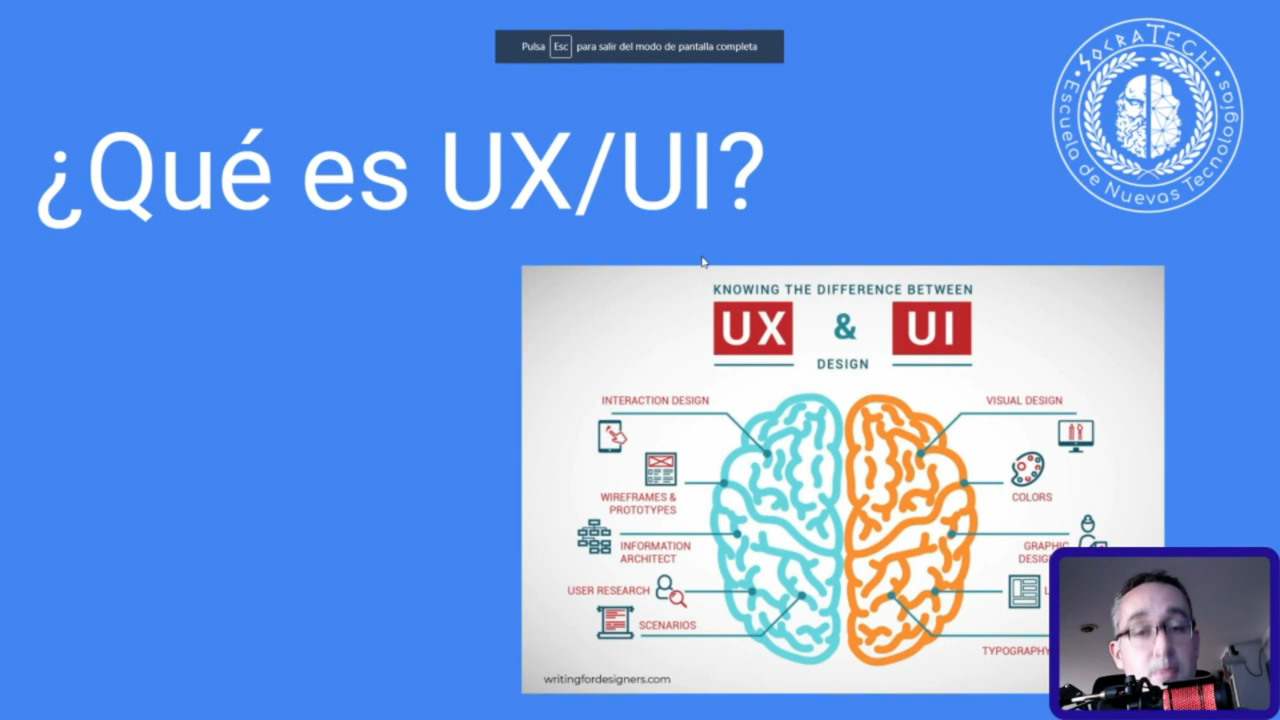 Pulsa Esc para salir del modo de pantalla completa
SOCRATECH
Escuela de Nuevas Tecnologías
¿Qué es UX/UI?
KNOWING THE DIFFERENCE BETWEEN
UX & UI
DESIGN
INTERACTION DESIGN
VISUAL DESIGN
WIREFRAMES &
PROTOTYPES
COLORS
INFORMATION
ARCHITECT
GRAPHIC
USER RESEARCH
SCENARIOS
TYPOGRAPHY
writingfordesigners.com